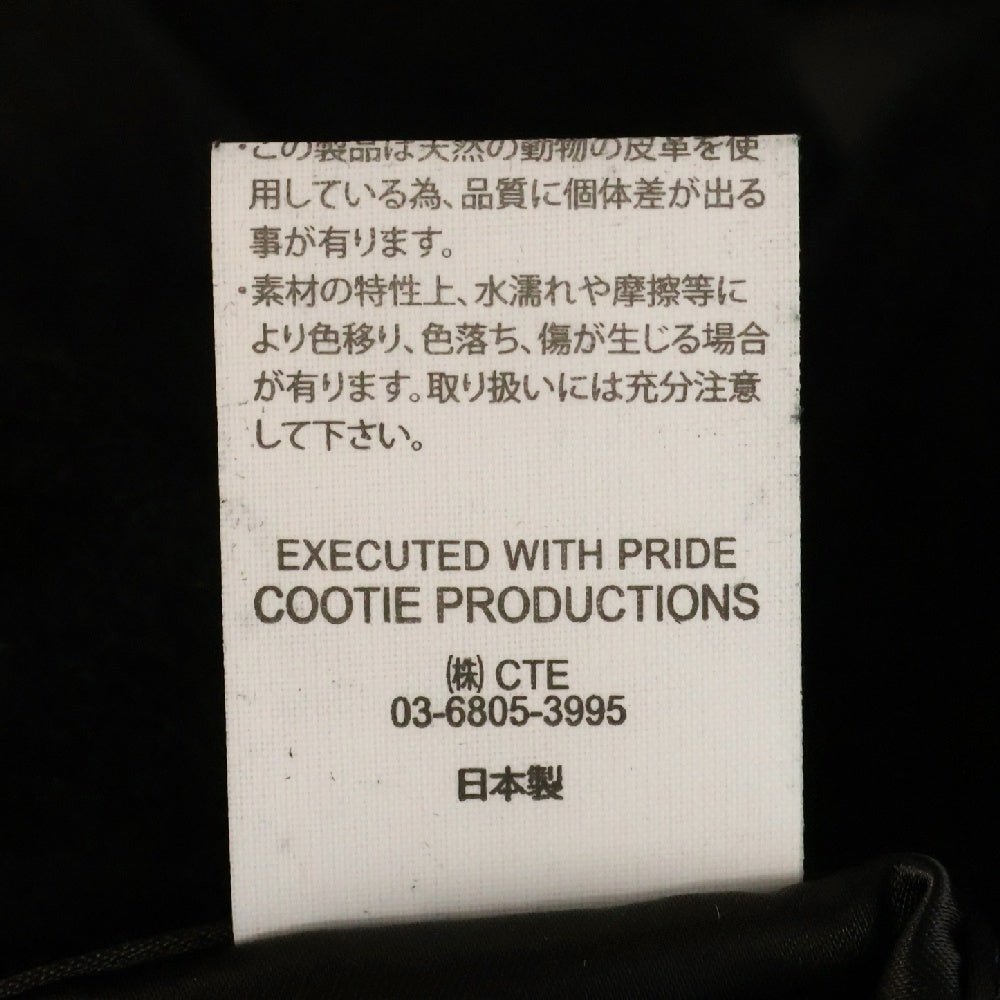 ・この製品は天然の動物の皮革を使
用している為、品質に個体差が出る
事が有ります。
・素材の特性上、水濡れや摩擦等に
より色移り、色落ち、傷が生じる場合
が有ります。取り扱いには充分注意
して下さい。
EXECUTED WITH PRIDE
COOTIE PRODUCTIONS
㈱ CTE
03-6805-3995
日本製